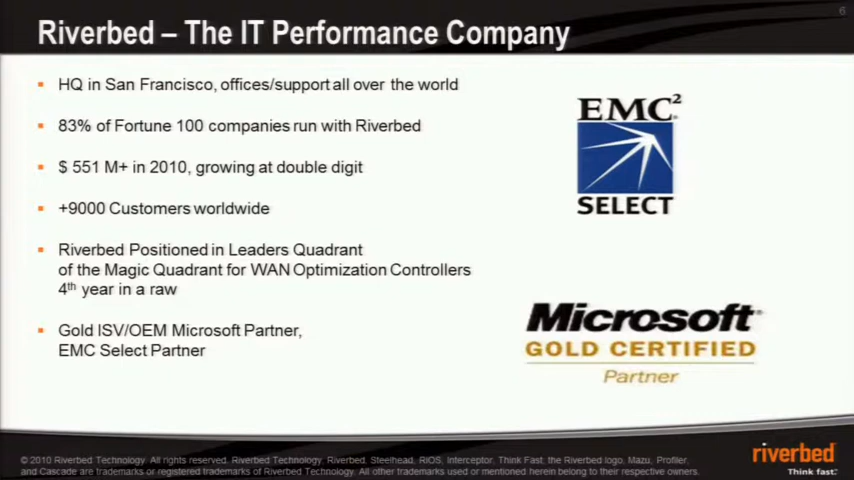 6
Riverbed – The IT Performance Company
HQ in San Francisco, offices/support all over the world
83% of Fortune 100 companies run with Riverbed
$ 551 M+ in 2010, growing at double digit
+9000 Customers worldwide
Riverbed Positioned in Leaders Quadrant
of the Magic Quadrant for WAN Optimization Controllers
4th year in a raw
Gold ISV/OEM Microsoft Partner,
EMC Select Partner
EMC²
SELECT
Microsoft®
GOLD CERTIFIED
Partner
© 2010 Riverbed Technology. All rights reserved. Riverbed Technology, Riverbed, Steelhead, RiOS, Interceptor, Think Fast, the Riverbed logo, Mazu, Profiler,
and Cascade are trademarks or registered trademarks of Riverbed Technology. All other trademarks used or mentioned herein belong to their respective owners.
riverbed
Think fast.